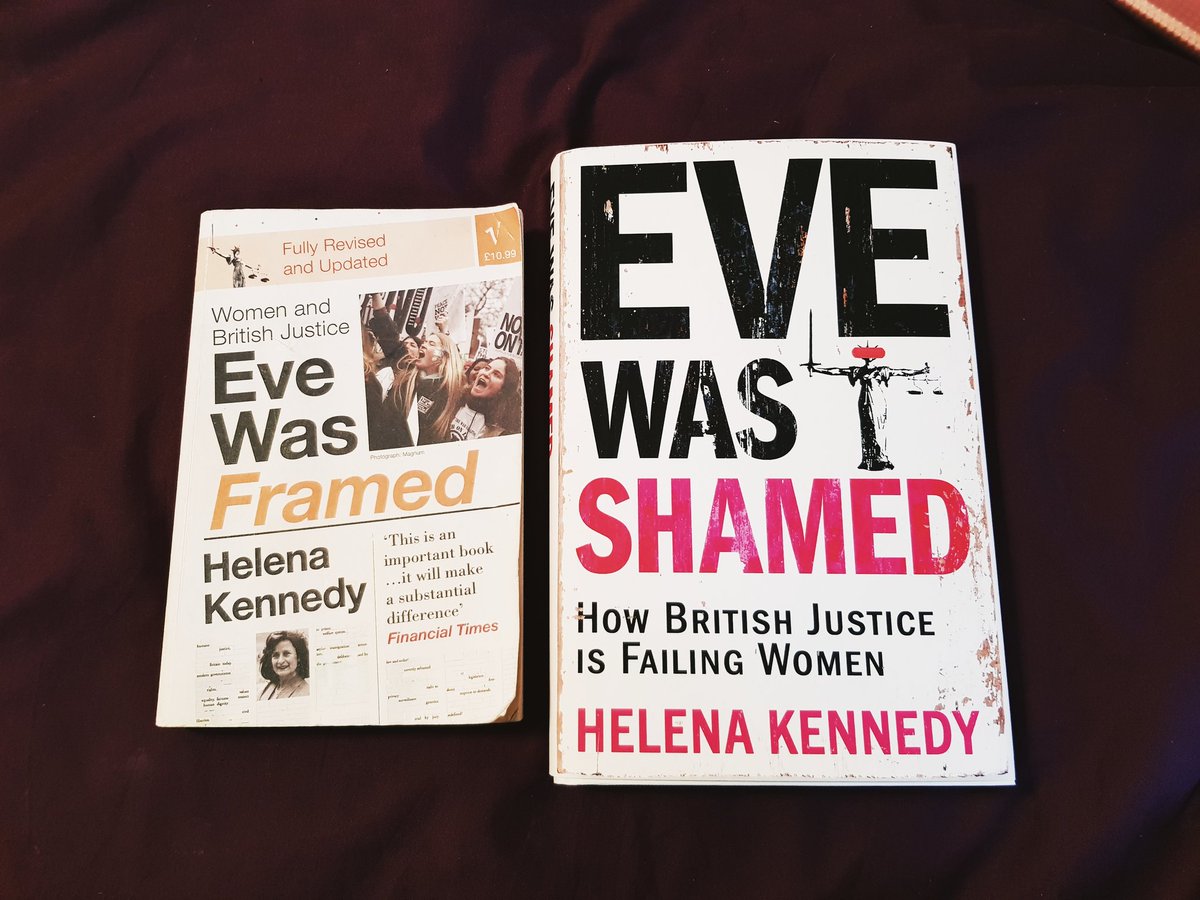 Fully Revised
and Updated
£10.99
Women and
British Justice
Eve
Was
Framed
NO
Photograph: Magnum
Helena
Kennedy
'This is an
important book
...it will make
a substantial
difference'
Financial Times
EVE
WAS
SHAMED
HOW BRITISH JUSTICE
IS FAILING WOMEN
HELENA KENNEDY